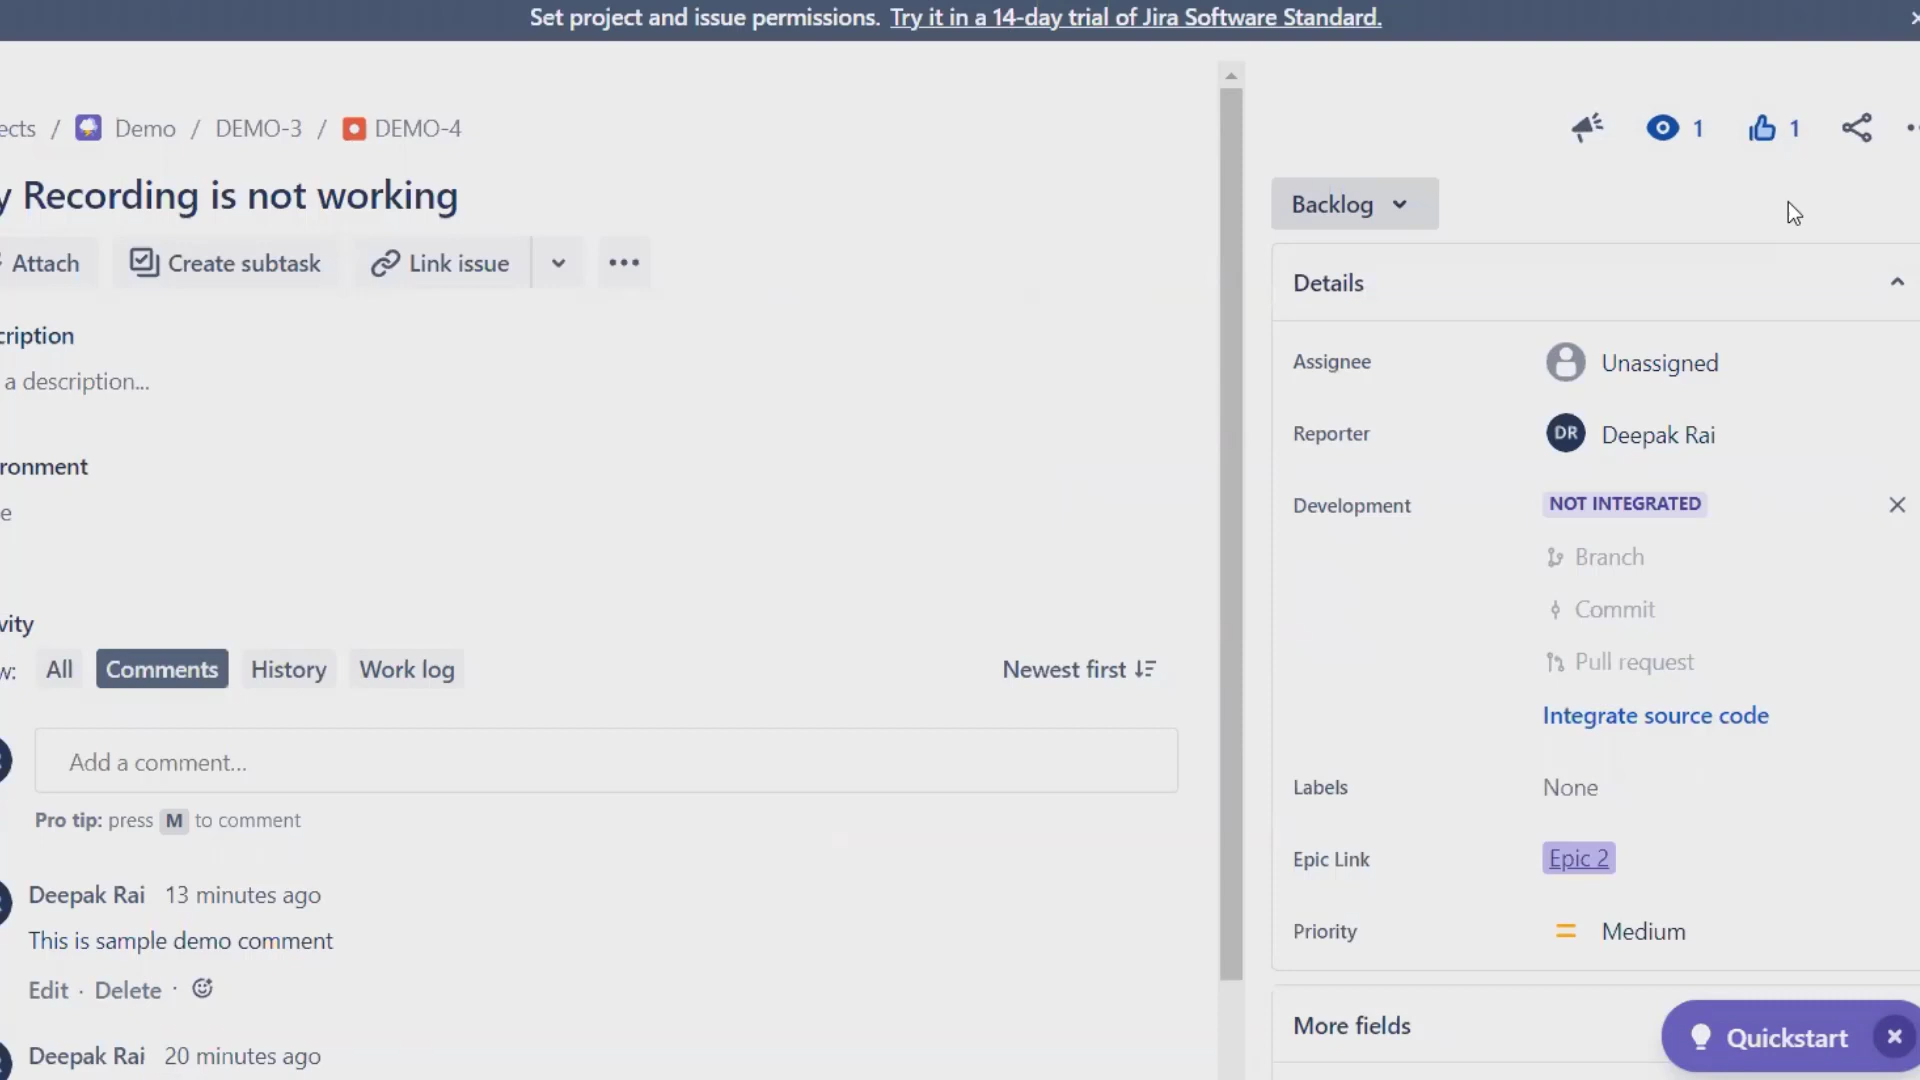 Set project and issue permissions. Try it in a 14-day trial of Jira Software Standard.
ects / Demo / DEMO-3 / DEMO-4
1
1
y Recording is not working
Attach
Create subtask
Link issue
cription
a description...
ronment
e
vity
w:
All
Comments
History
Work log
Newest first
Add a comment...
Pro tip: press M to comment
Deepak Rai 13 minutes ago
This is sample demo comment
Edit · Delete ·
Deepak Rai 20 minutes ago
Backlog
Details
Assignee
Unassigned
Reporter
DR
Deepak Rai
Development
NOT INTEGRATED
Branch
Commit
Pull request
Integrate source code
Labels
None
Epic Link
Epic 2
Priority
Medium
More fields
Quickstart